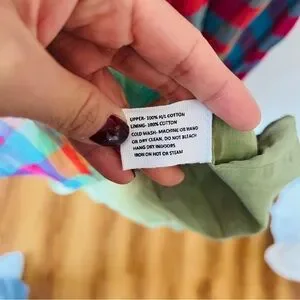 UPPER- 100% H/L COTTON
LINING- 100% COTTON
COLD WASH- MACHINE OR HAND
OR DRY CLEAN. DO NOT BLEACH
HANG DRY INDOORS
IRON ON HOT OR STEAM